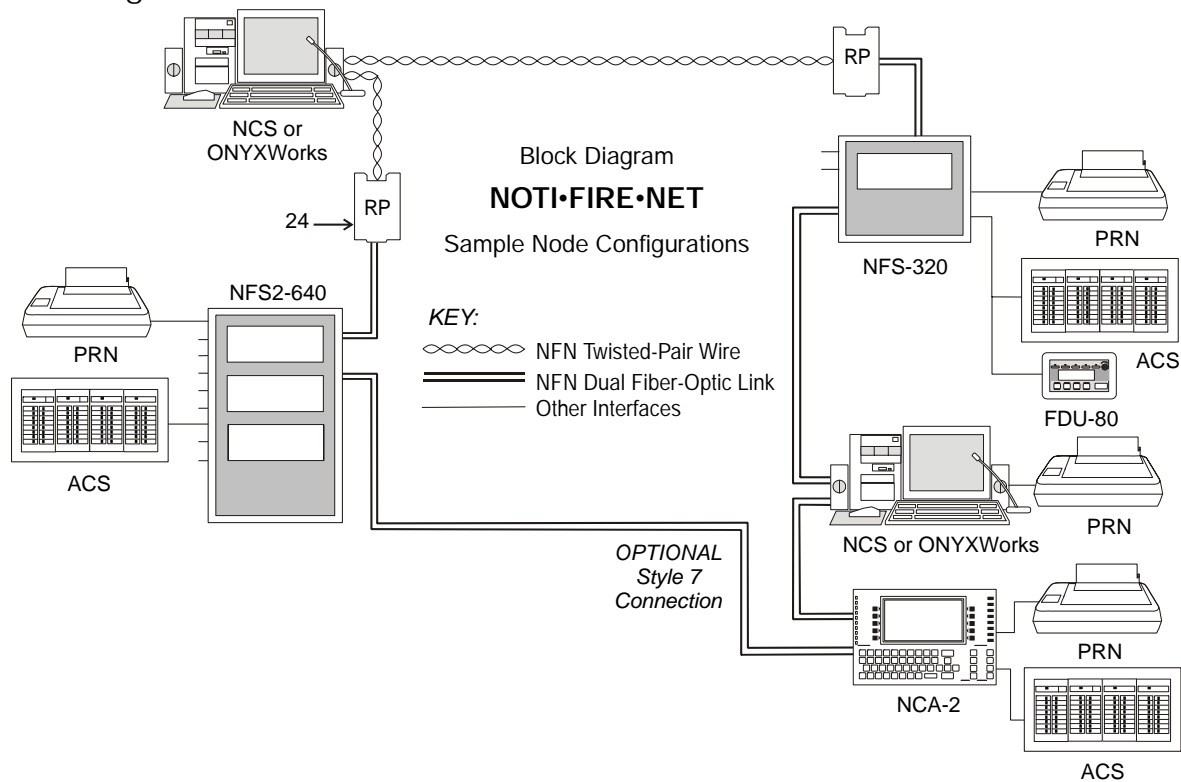 RP
NCS or
ONYXWorks
Block Diagram
NOTI•FIRE•NET
Sample Node Configurations
24
RP
PRN
NFS-320
NFS2-640
KEY:
NFN Twisted-Pair Wire
NFN Dual Fiber-Optic Link
Other Interfaces
PRN
ACS
FDU-80
ACS
PRN
NCS or ONYXWorks
OPTIONAL
Style 7
Connection
PRN
NCA-2
ACS